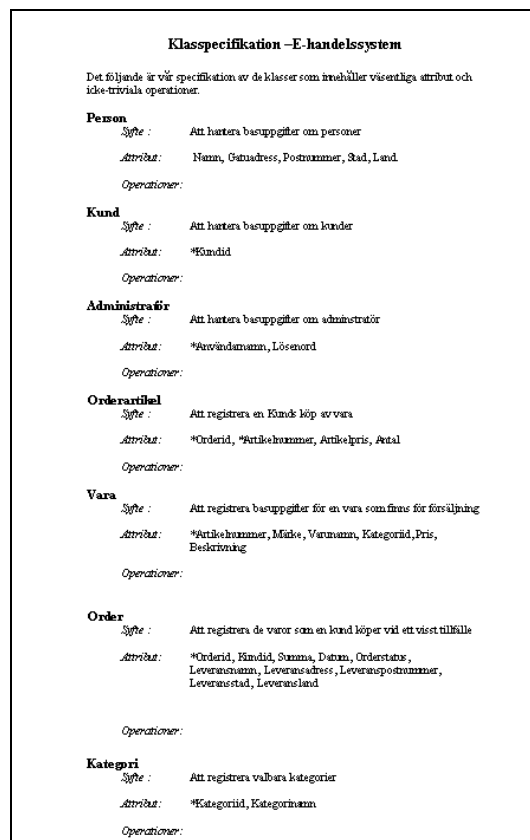 Klasspecifikation –E-handelssystem
Det följande är vår specifikation av de klasser som innehåller väsentliga attribut och
icke-triviala operationer.
Person
Syfte : Att hantera basuppgifter om personer
Attribut: Namn, Gatuadress, Postnummer, Stad, Land.
Operationer:
Kund
Syfte : Att hantera basuppgifter om kunder
Attribut: *Kundid
Operationer:
Administratör
Syfte : Att hantera basuppgifter om adminstratör
Attribut: *Användarnamn, Lösenord
Operationer:
Orderartikel
Syfte : Att registrera en Kunds köp av vara
Attribut: *Orderid, *Artikelnummer, Artikelpris, Antal
Operationer:
Vara
Syfte : Att registrera basuppgifter för en vara som finns för försäljning
Attribut: *Artikelnummer, Märke, Varunamn, Kategoriid,Pris,
Beskrivning
Operationer:
Order
Syfte : Att registrera de varor som en kund köper vid ett visst tillfälle
Attribut: *Orderid, Kundid, Summa, Datum, Orderstatus,
Leveransnamn, Leveransadress, Leveranspostnummer,
Leveransstad, Leveransland
Operationer:
Kategori
Syfte : Att registrera valbara kategorier
Attribut: *Kategoriid, Kategorinamn
Operationer: